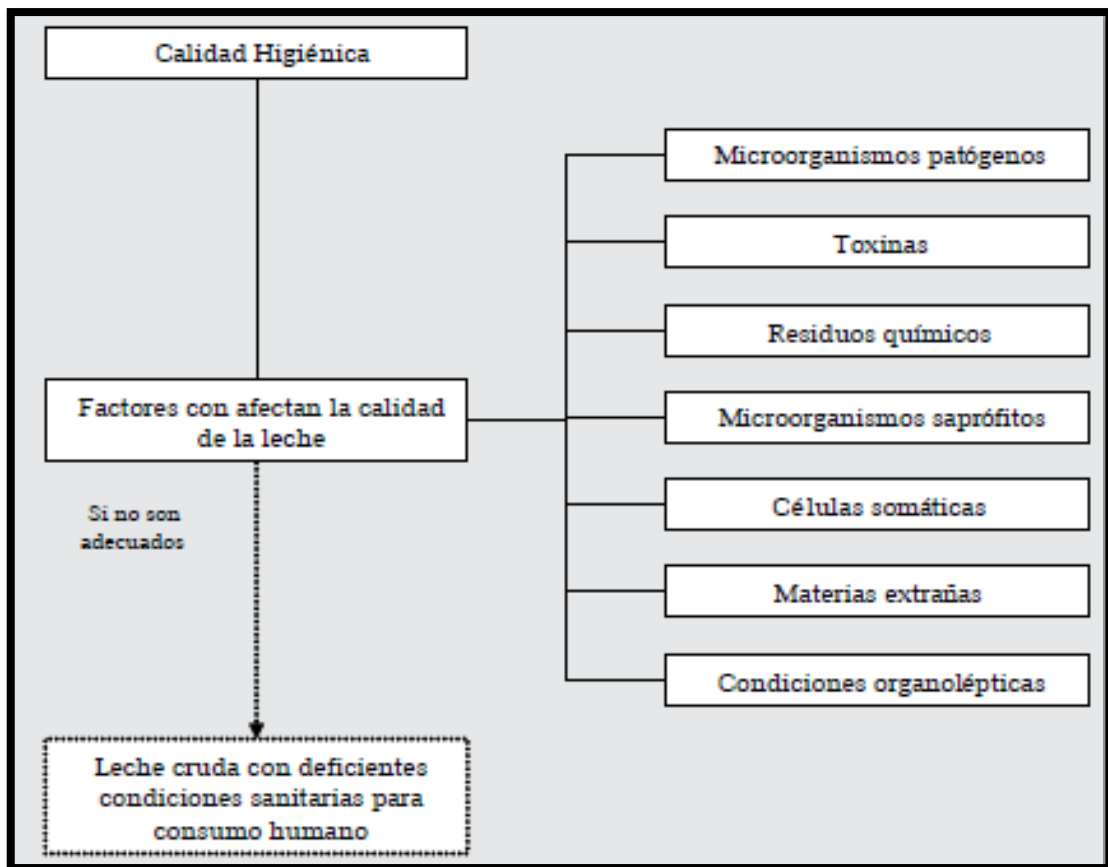 Calidad Higiénica
Microorganismos patógenos
Toxinas
Residuos químicos
Factores con afectan la calidad
de la leche
Microorganismos saprófitos
Si no son
adecuados
Células somáticas
Materias extrañas
Condiciones organolépticas
Leche cruda con deficientes
condiciones sanitarias para
consumo humano